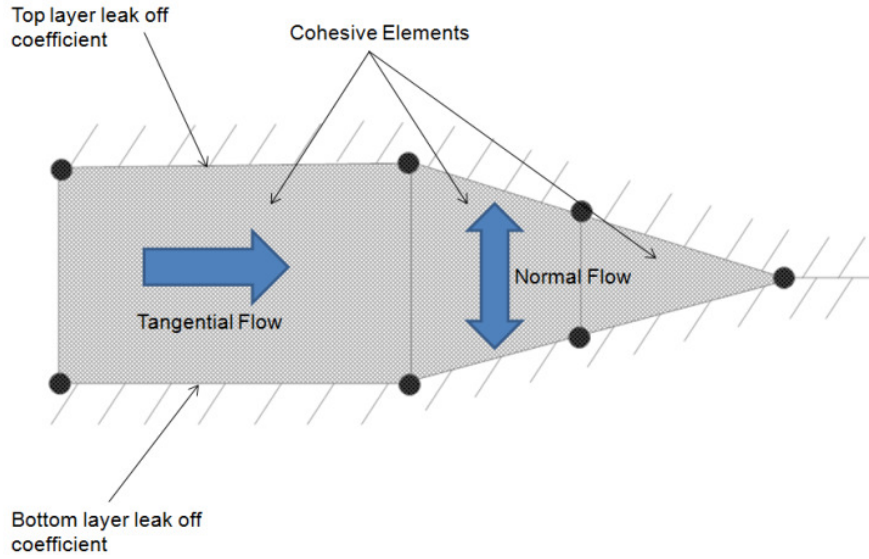 Top layer leak off
coefficient
Cohesive Elements
Normal Flow
Tangential Flow
Bottom layer leak off
coefficient